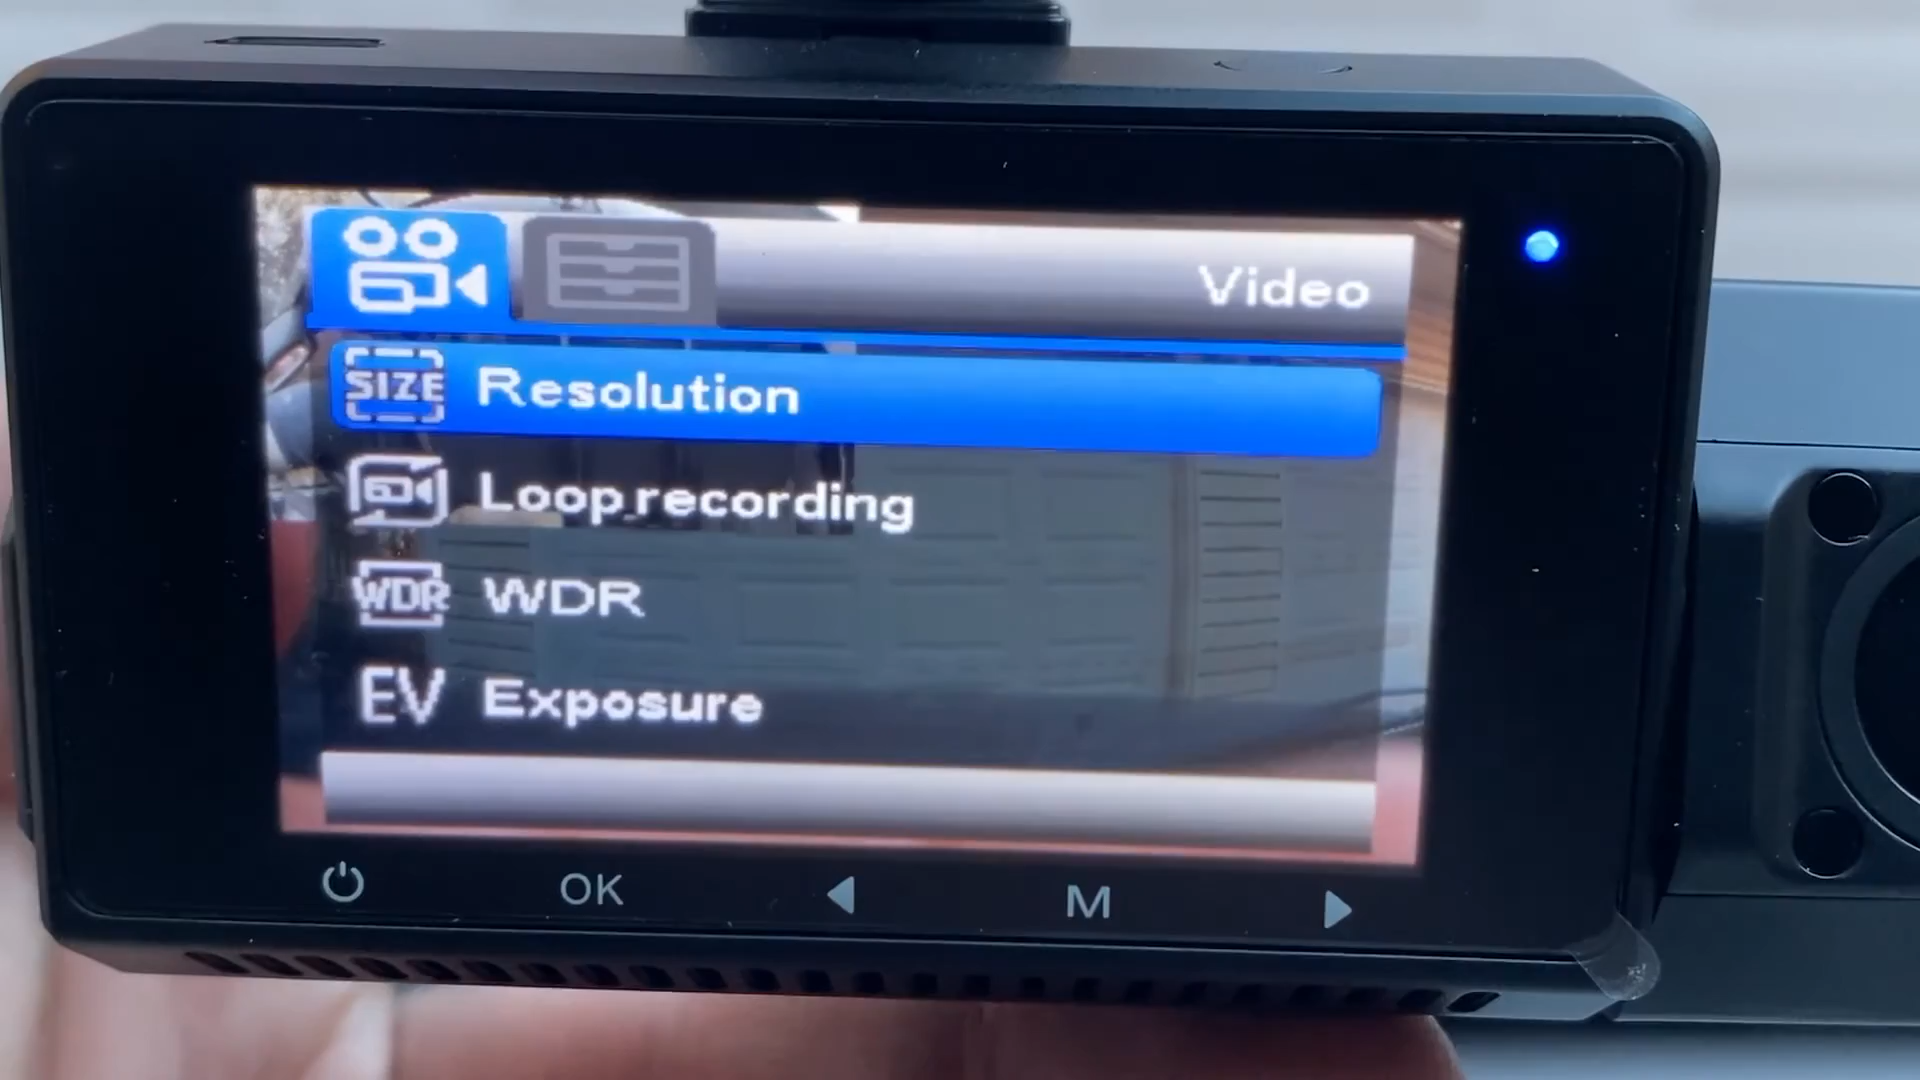 Video
SIZE Resolution
Loop recording
WDR WDR
EV Exposure
OK M